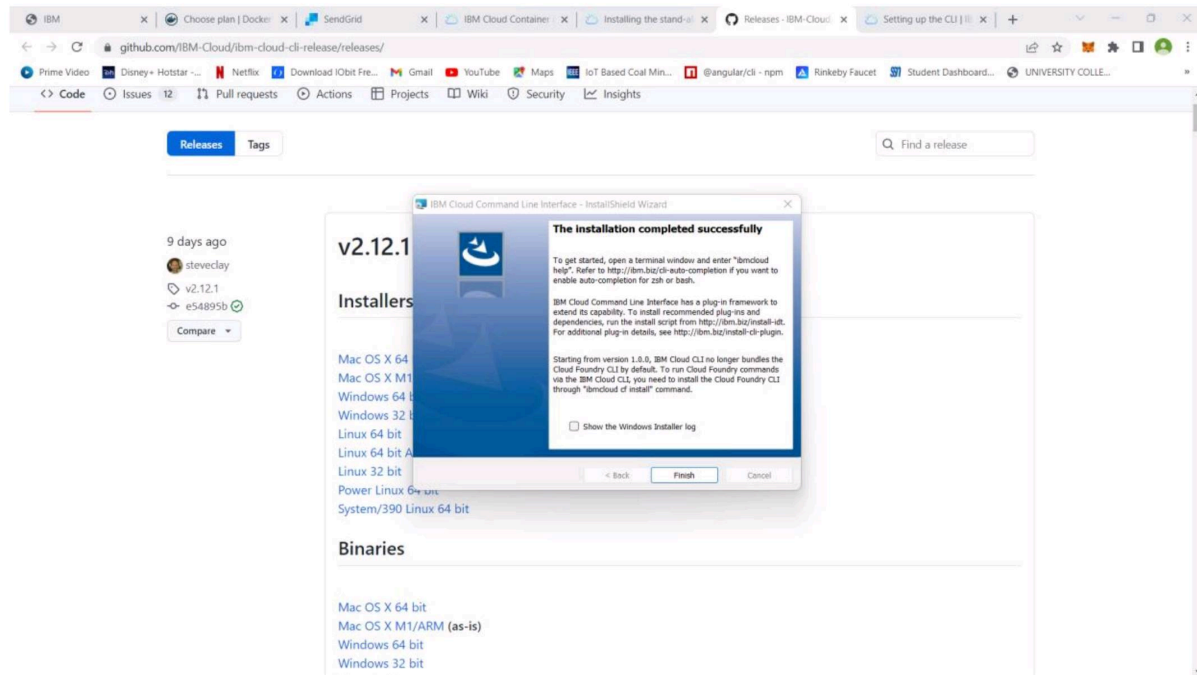 IBM
Choose plan | Docker
SendGrid
IBM Cloud Container
Installing the stand-al
Releases - IBM-Cloud
Setting up the CLI | IB
github.com/IBM-Cloud/ibm-cloud-cli-release/releases/
Prime Video
Disney+ Hotstar -...
Netflix
Download IObit Fre...
Gmail
YouTube
Maps
IoT Based Coal Min...
@angular/cli - npm
Rinkeby Faucet
Student Dashboard...
UNIVERSITY COLLE...
Code
Issues 12
Pull requests
Actions
Projects
Wiki
Security
Insights
Releases
Tags
Find a release
9 days ago
steveclay
v2.12.1
e54895b
Compare
v2.12.1
Installers
Mac OS X 64
Mac OS X M1
Windows 64 b
Windows 32 b
Linux 64 bit
Linux 64 bit A
Linux 32 bit
Power Linux 64 bit
System/390 Linux 64 bit
Binaries
Mac OS X 64 bit
Mac OS X M1/ARM (as-is)
Windows 64 bit
Windows 32 bit
IBM Cloud Command Line Interface - InstallShield Wizard
The installation completed successfully
To get started, open a terminal window and enter "ibmcloud
help". Refer to http://ibm.biz/cli-auto-completion if you want to
enable auto-completion for zsh or bash.
IBM Cloud Command Line Interface has a plug-in framework to
extend its capability. To install recommended plug-ins and
dependencies, run the install script from http://ibm.biz/install-idt.
For additional plug-in details, see http://ibm.biz/install-cli-plugin.
Starting from version 1.0.0, IBM Cloud CLI no longer bundles the
Cloud Foundry CLI by default. To run Cloud Foundry commands
via the IBM Cloud CLI, you need to install the Cloud Foundry CLI
through "ibmcloud cf install" command.
Show the Windows Installer log
< Back
Finish
Cancel